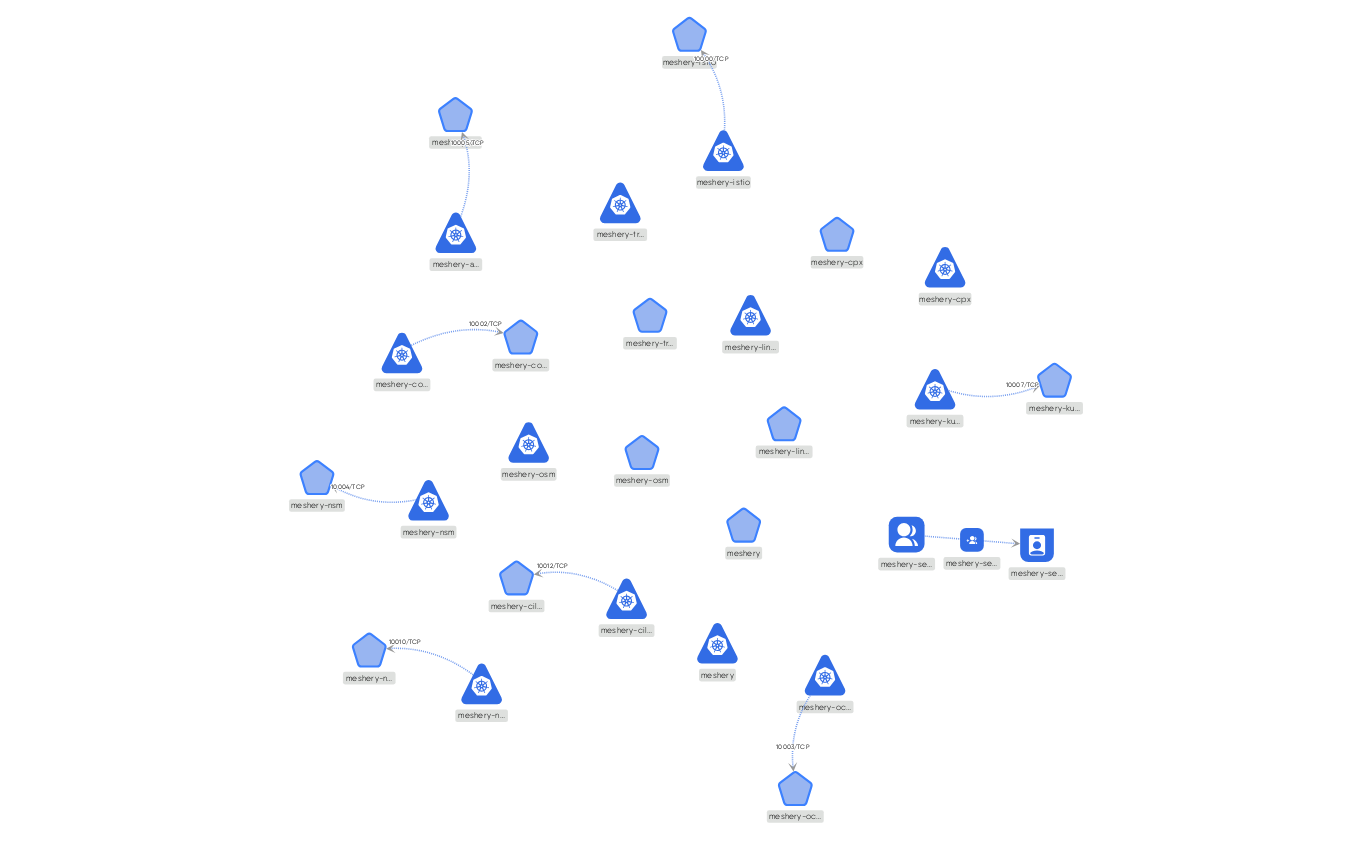 meshery-istio
10000/TCP
10005/TCP
meshery-istio
meshery-tr...
meshery-a...
meshery-cpx
meshery-cpx
10002/TCP
meshery-tr...
meshery-lin...
meshery-co...
meshery-co...
10007/TCP
meshery-ku...
meshery-ku...
meshery-lin...
meshery-osm
meshery-osm
10004/TCP
meshery-nsm
meshery-nsm
meshery
meshery-se...
meshery-se...
meshery-se...
10012/TCP
meshery-cil...
meshery-cil...
10010/TCP
meshery-n...
meshery
meshery-oc...
meshery-n...
10003/TCP
meshery-oc...